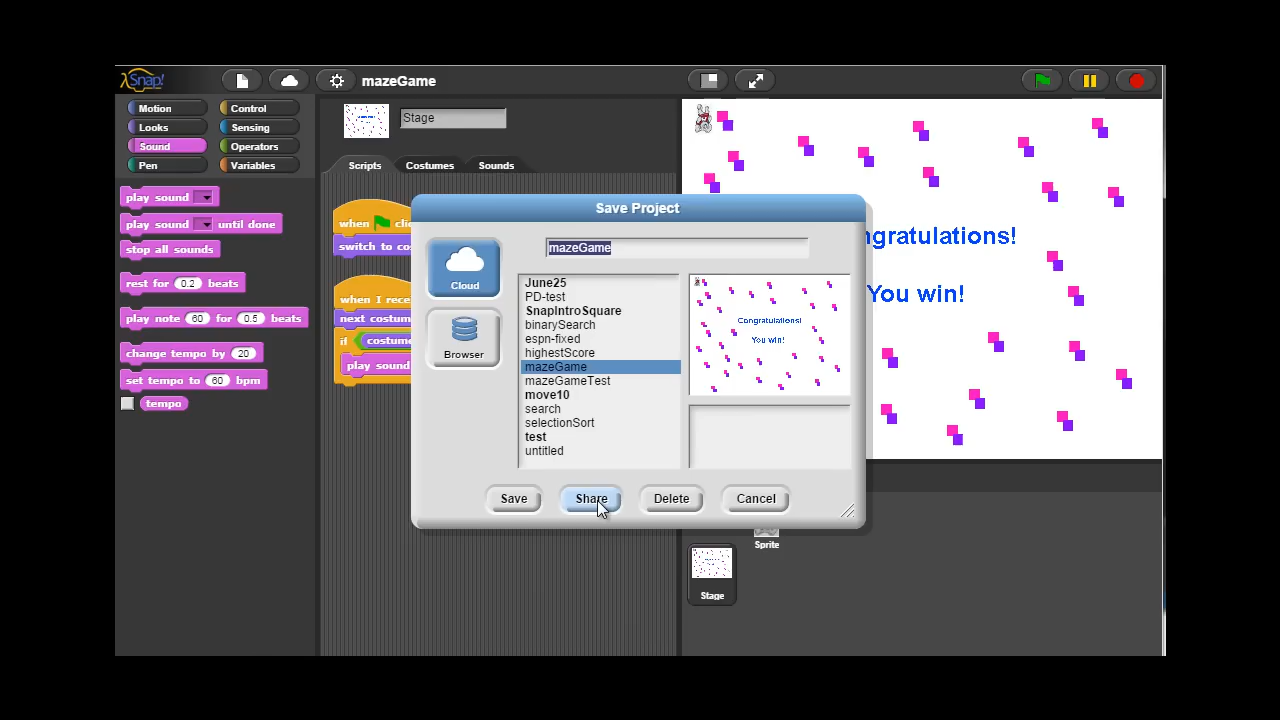 λSnap!
mazeGame
Motion
Control
Looks
Sensing
Sound
Operators
Pen
Variables
play sound
play sound until done
stop all sounds
rest for 0.2 beats
play note 60 for 0.5 beats
change tempo by 20
set tempo to 60 bpm
tempo
Stage
Scripts
Costumes
Sounds
when clic
switch to co
when I rece
next costum
if costume
play sound
Save Project
Cloud
Browser
mazeGame
June25
PD-test
SnapIntroSquare
binarySearch
espn-fixed
highestScore
mazeGame
mazeGameTest
move10
search
selectionSort
test
untitled
Congratulations!
You win!
Save
Share
Delete
Cancel
ngratulations!
You win!
Sprite
Stage